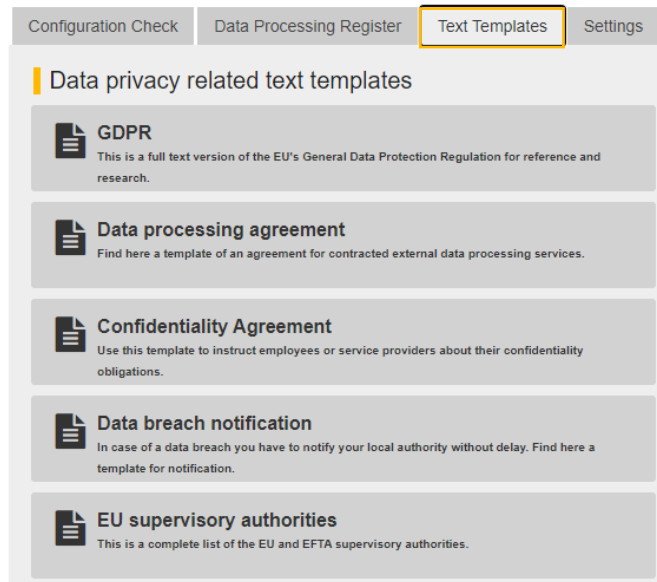 Configuration Check Data Processing Register Text Templates Settings
Data privacy related text templates
GDPR
This is a full text version of the EU's General Data Protection Regulation for reference and
research.
Data processing agreement
Find here a template of an agreement for contracted external data processing services.
Confidentiality Agreement
Use this template to instruct employees or service providers about their confidentiality
obligations.
Data breach notification
In case of a data breach you have to notify your local authority without delay. Find here a
template for notification.
EU supervisory authorities
This is a complete list of the EU and EFTA supervisory authorities.